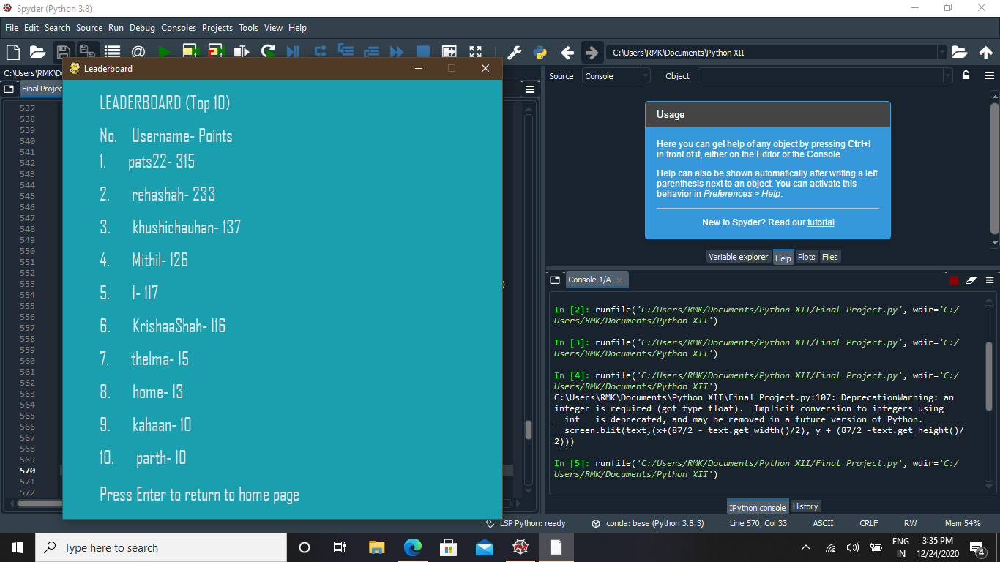 Spyder (Python 3.8)
File Edit Search Source Run Debug Consoles Projects Tools View Help
C:\Users\RMK\Documents\Python XII
C:\Users\RMK\D
Final Projec
537
538
539
540
541
542
543
544
545
546
547
548
549
550
551
552
553
554
555
556
557
558
559
560
561
562
563
564
565
566
567
568
569
570
571
572
)
Leaderboard
LEADERBOARD (Top 10)
No. Username- Points
1. pats22- 315
2. rehashah- 233
3. khushichauhan- 137
4. Mithil- 126
5. 1- 117
6. KrishaaShah- 116
7. thelma- 15
8. home- 13
9. kahaan- 10
10. parth- 10
Press Enter to return to home page
Source Console Object
Usage
Here you can get help of any object by pressing Ctrl+I
in front of it, either on the Editor or the Console.
Help can also be shown automatically after writing a left
parenthesis next to an object. You can activate this
behavior in Preferences > Help.
New to Spyder? Read our tutorial
Variable explorer Help Plots Files
Console 1/A
In [2]: runfile('C:/Users/RMK/Documents/Python XII/Final Project.py', wdir='C:/
Users/RMK/Documents/Python XII')
In [3]: runfile('C:/Users/RMK/Documents/Python XII/Final Project.py', wdir='C:/
Users/RMK/Documents/Python XII')
In [4]: runfile('C:/Users/RMK/Documents/Python XII/Final Project.py', wdir='C:/
Users/RMK/Documents/Python XII')
C:\Users\RMK\Documents\Python XII\Final Project.py:107: DeprecationWarning: an
integer is required (got type float). Implicit conversion to integers using
__int__ is deprecated, and may be removed in a future version of Python.
screen.blit(text,(x+(87/2 - text.get_width()/2), y + (87/2 -text.get_height()/
2)))
In [5]: runfile('C:/Users/RMK/Documents/Python XII/Final Project.py', wdir='C:/
Users/RMK/Documents/Python XII')
IPython console History
LSP Python: ready conda: base (Python 3.8.3) Line 570, Col 33 ASCII CRLF RW Mem 54%
Type here to search
ENG
IN
3:35 PM
12/24/2020
4